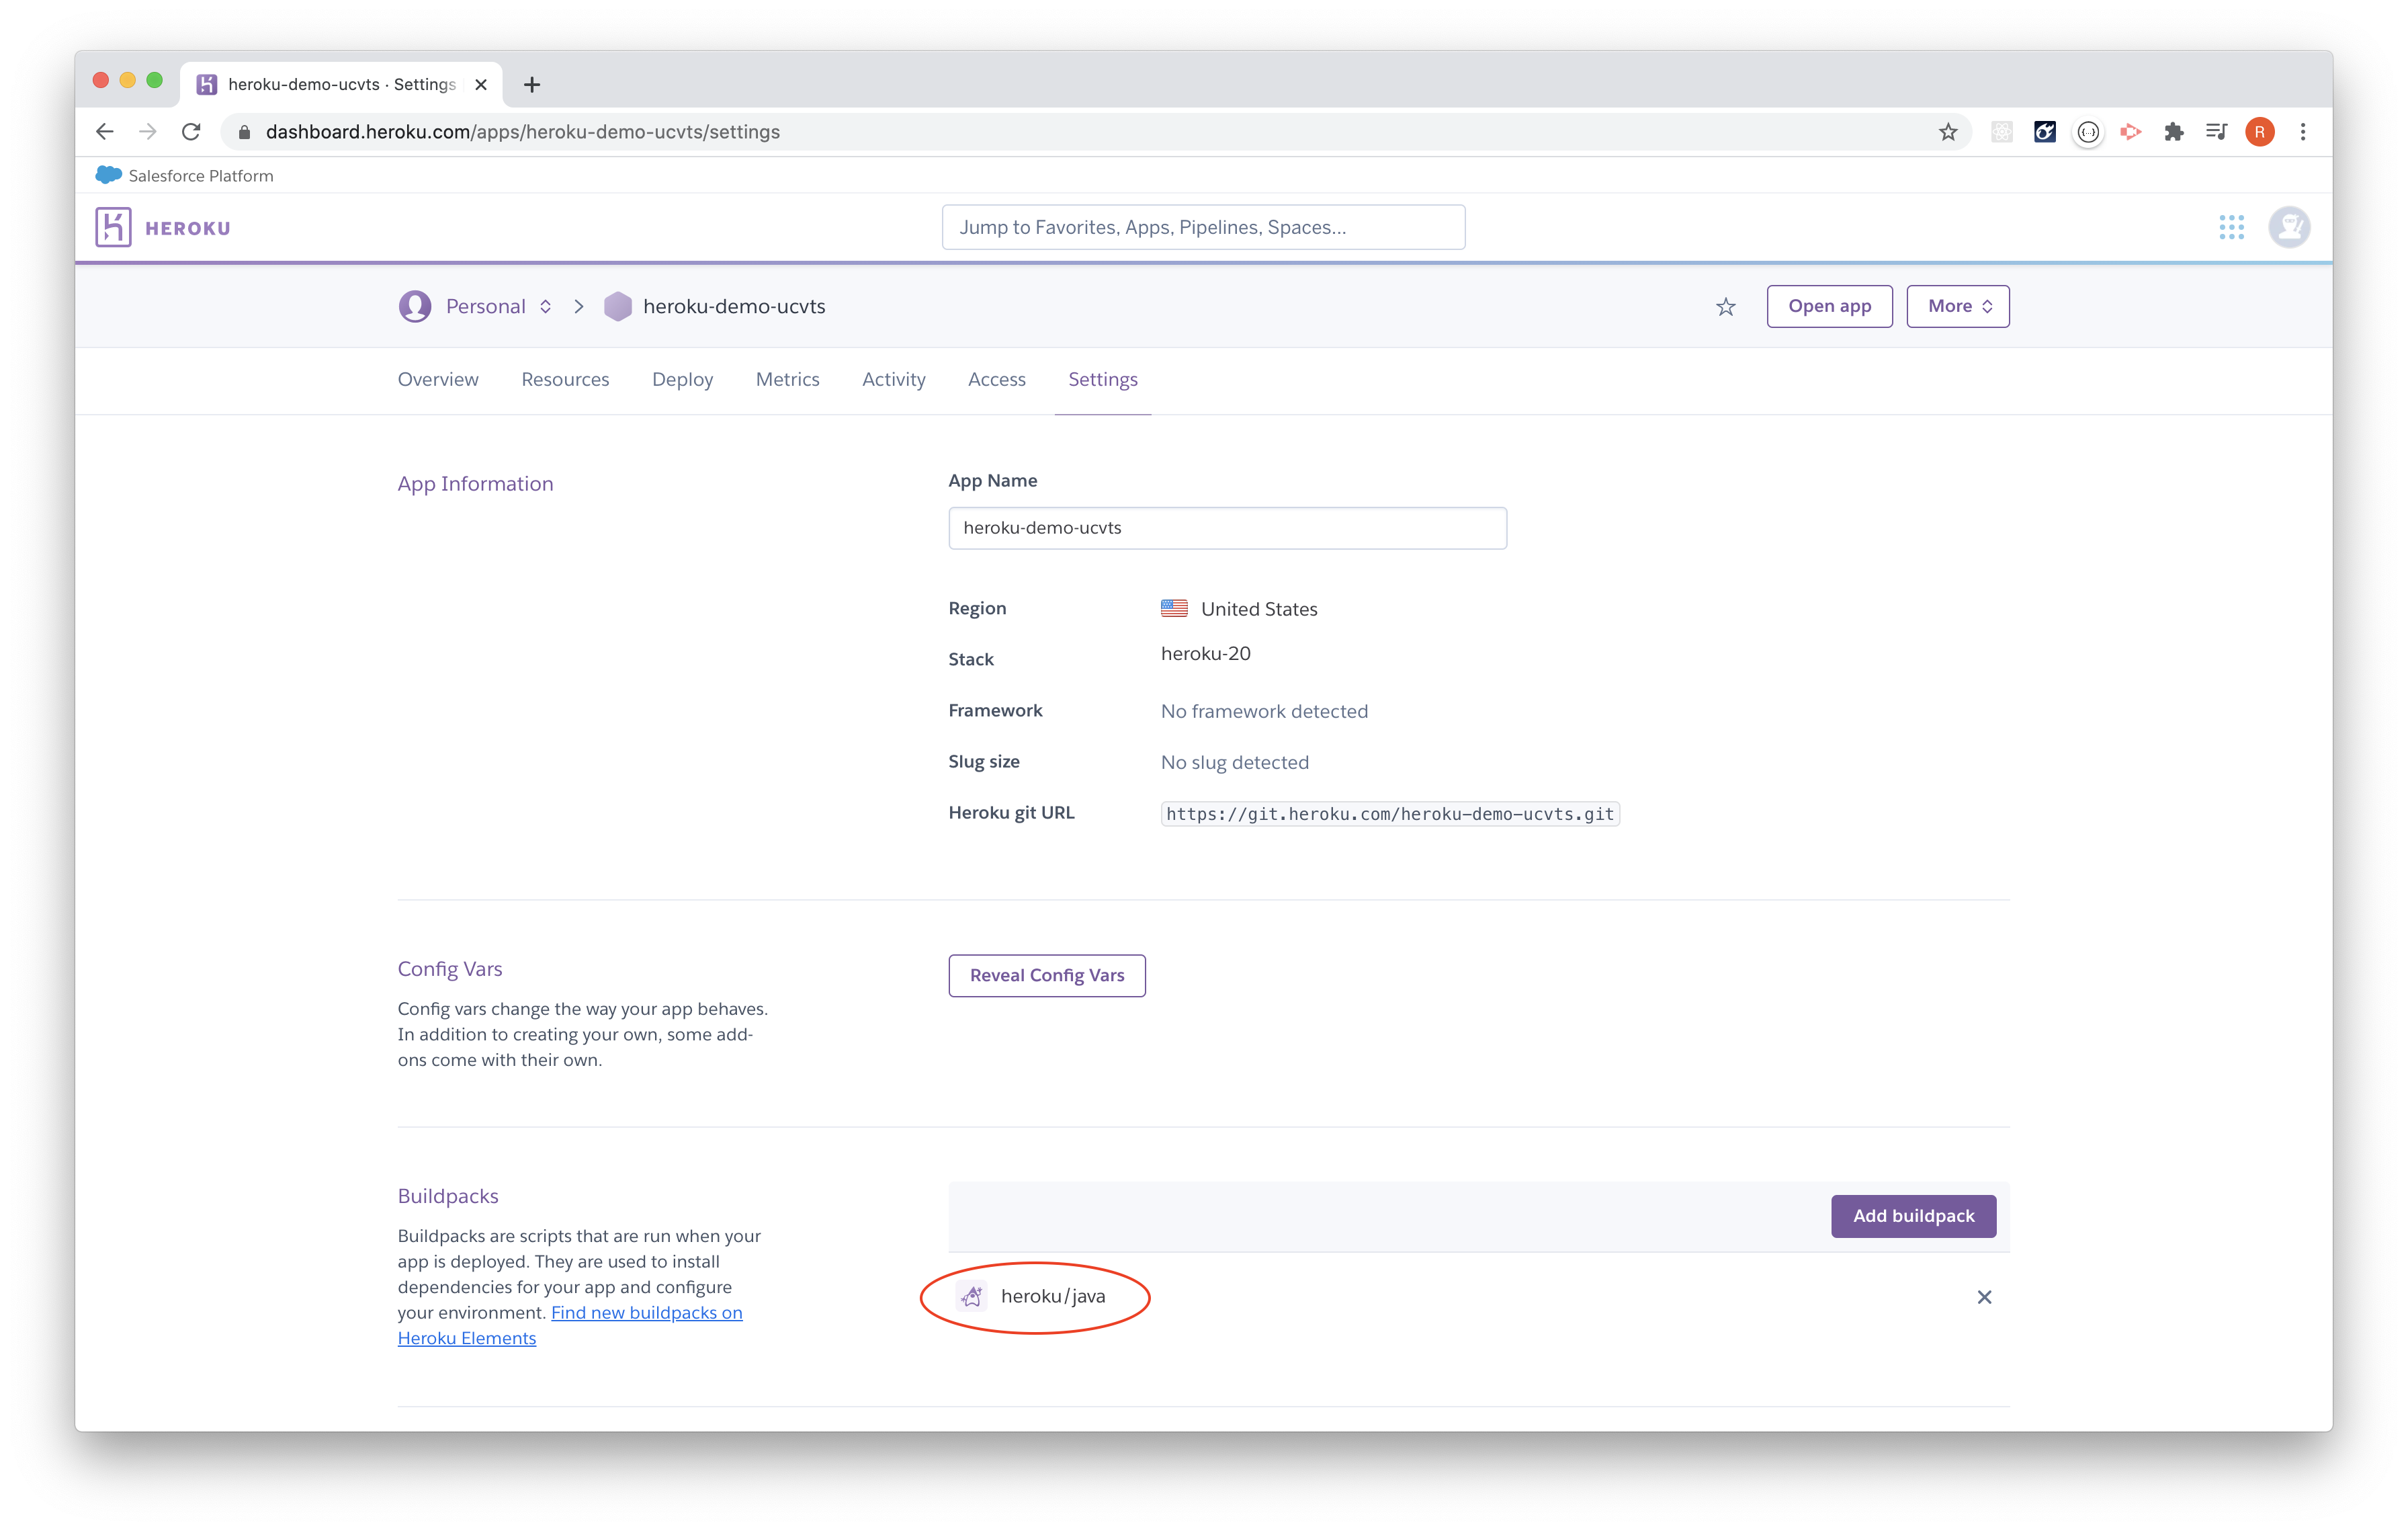 heroku-demo-ucvts · Settings
dashboard.heroku.com/apps/heroku-demo-ucvts/settings
R
Salesforce Platform
HEROKU
Jump to Favorites, Apps, Pipelines, Spaces...
Personal
heroku-demo-ucvts
Open app
More
Overview
Resources
Deploy
Metrics
Activity
Access
Settings
App Information
App Name
heroku-demo-ucvts
Region
United States
Stack
heroku-20
Framework
No framework detected
Slug size
No slug detected
Heroku git URL
https://git.heroku.com/heroku-demo-ucvts.git
Config Vars
Config vars change the way your app behaves.
In addition to creating your own, some add-
ons come with their own.
Reveal Config Vars
Buildpacks
Buildpacks are scripts that are run when your
app is deployed. They are used to install
dependencies for your app and configure
your environment. Find new buildpacks on
Heroku Elements
Add buildpack
heroku/java